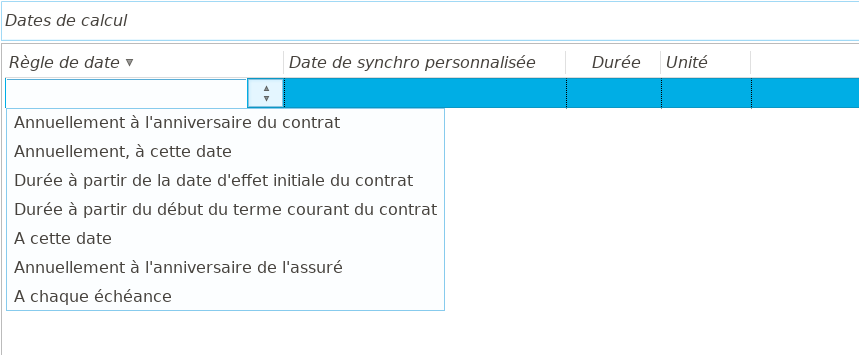 Dates de calcul
Règle de date Date de synchro personnalisée Durée Unité
Annuellement à l'anniversaire du contrat
Annuellement, à cette date
Durée à partir de la date d'effet initiale du contrat
Durée à partir du début du terme courant du contrat
A cette date
Annuellement à l'anniversaire de l'assuré
A chaque échéance